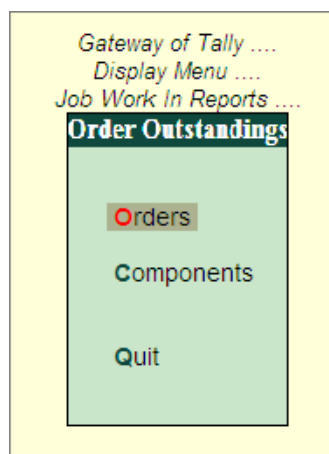 Gateway of Tally ....
Display Menu ....
Job Work In Reports ....
Order Outstandings
Orders
Components
Quit